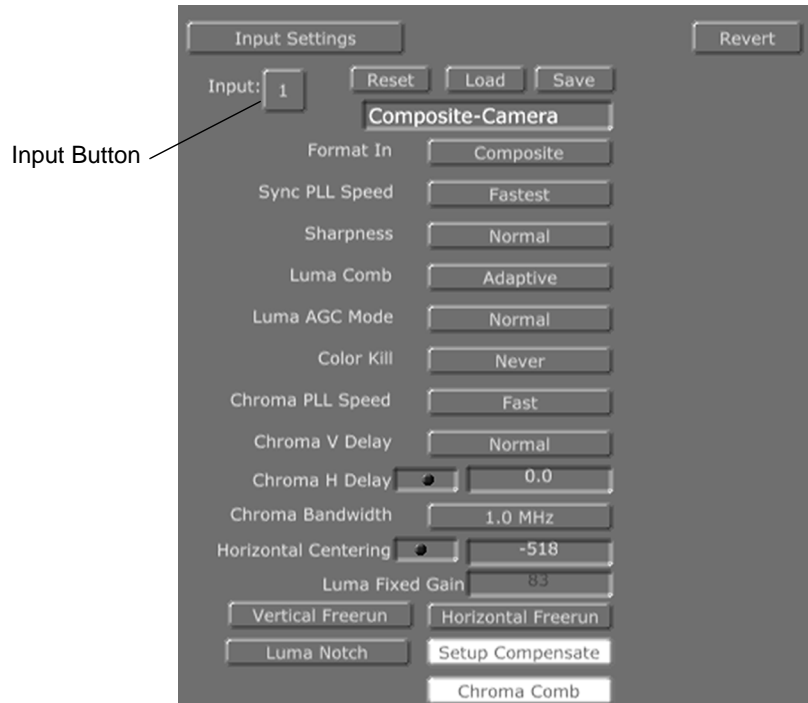 Input Settings
Revert
Input: 1
Reset
Load
Save
Composite-Camera
Input Button
Format In Composite
Sync PLL Speed Fastest
Sharpness Normal
Luma Comb Adaptive
Luma AGC Mode Normal
Color Kill Never
Chroma PLL Speed Fast
Chroma V Delay Normal
Chroma H Delay 0.0
Chroma Bandwidth 1.0 MHz
Horizontal Centering -518
Luma Fixed Gain 83
Vertical Freerun
Horizontal Freerun
Luma Notch
Setup Compensate
Chroma Comb